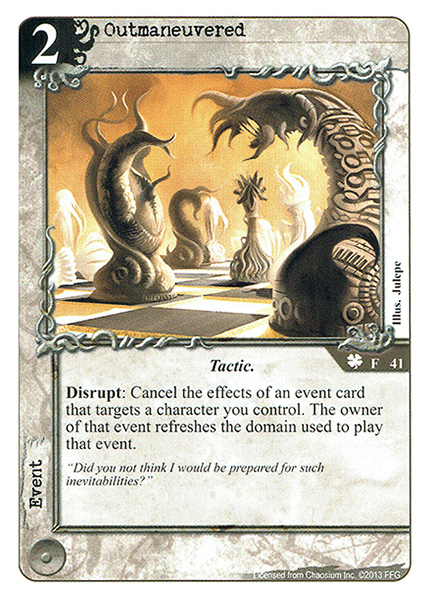 2
Outmaneuvered
Illus. Julepe
F 41
Tactic.
Disrupt: Cancel the effects of an event card
that targets a character you control. The owner
of that event refreshes the domain used to play
that event.
"Did you not think I would be prepared for such
inevitabilities?"
Event
Licensed from Chaosium Inc. ©2013 FFG